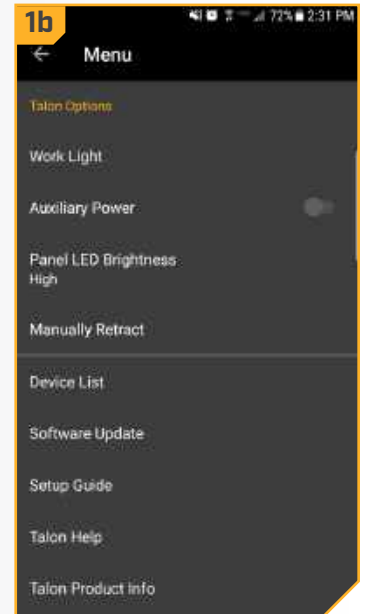 1b
72% 2:31 PM
Menu
Talon Options
Work Light
Auxiliary Power
Panel LED Brightness
High
Manually Retract
Device List
Software Update
Setup Guide
Talon Help
Talon Product Info